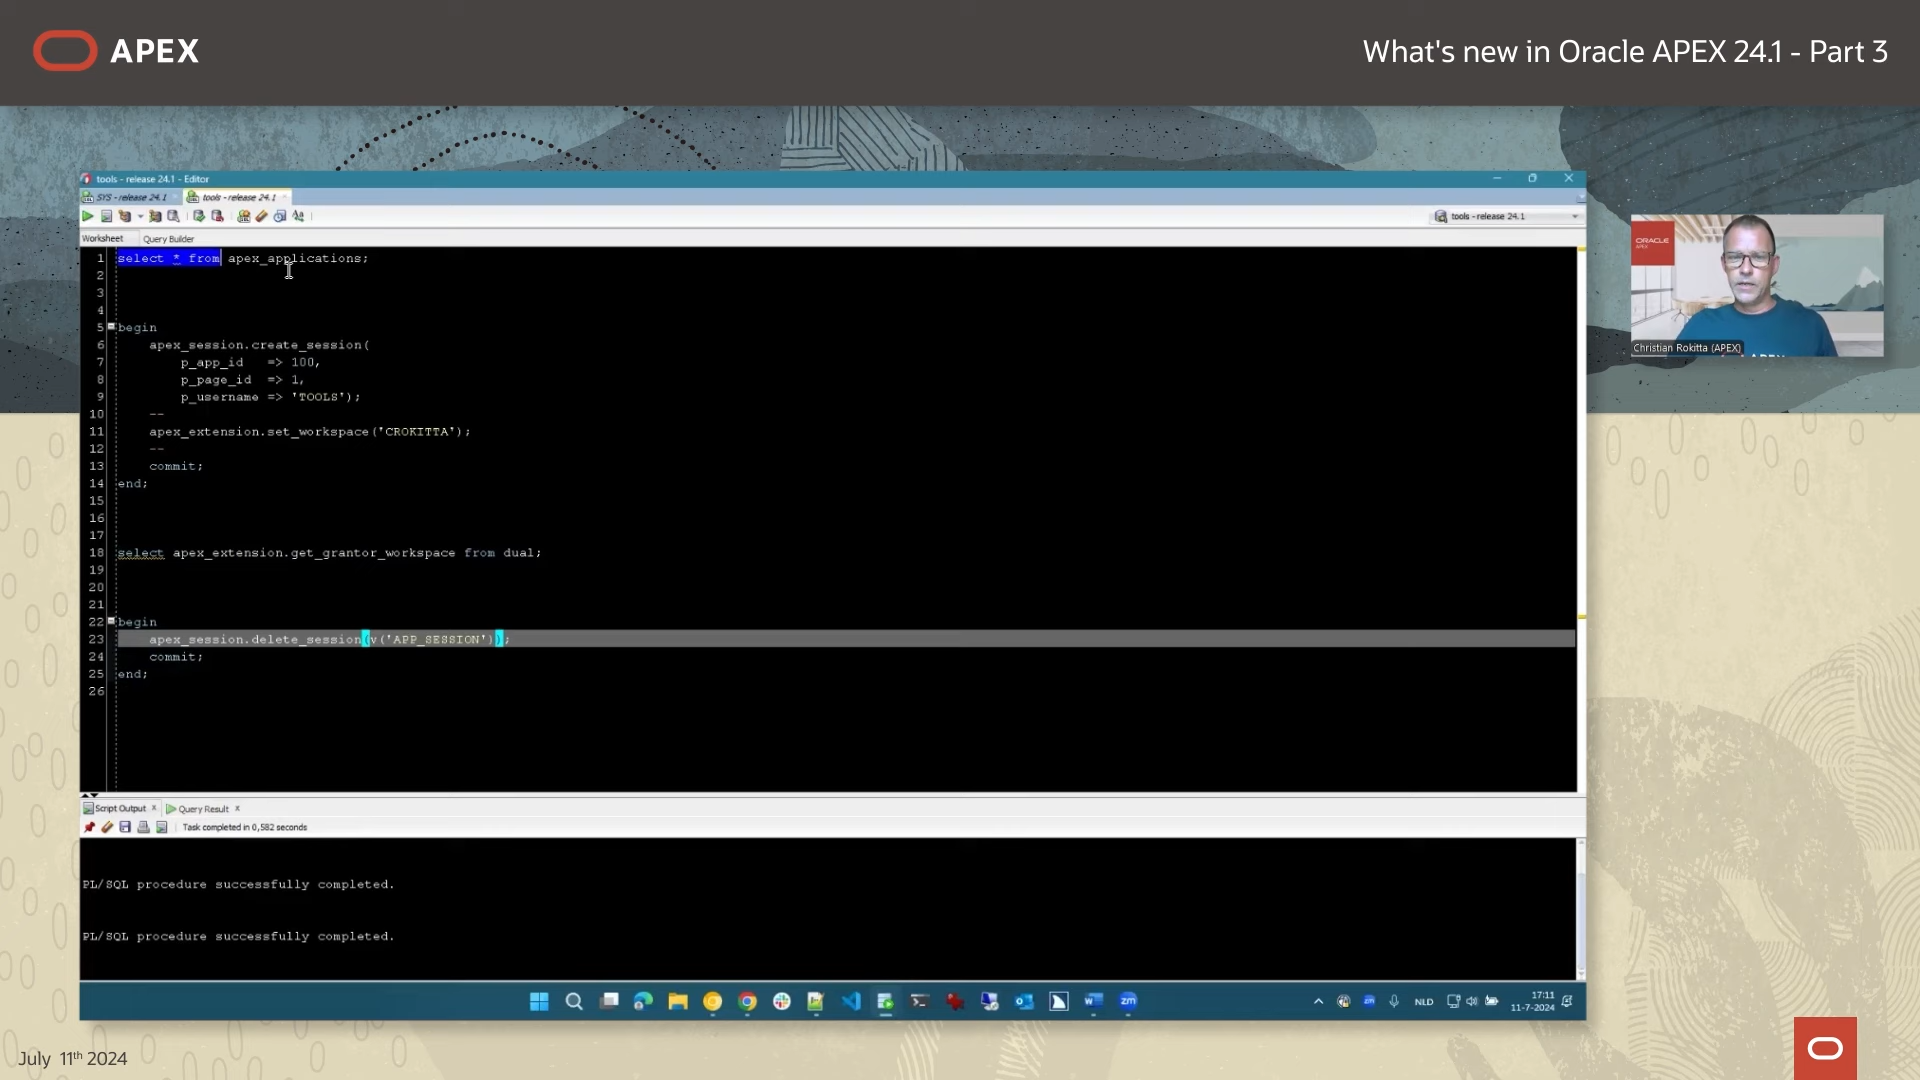 APEX
What's new in Oracle APEX 24.1 - Part 3
tools - release 24.1 - Editor
SYS - release 24.1
tools - release 24.1
tools - release 24.1
Worksheet
Query Builder
1 select * from apex_applications;
2
3
4
5 begin
6 apex_session.create_session(
7 p_app_id => 100,
8 p_page_id => 1,
9 p_username => 'TOOLS');
10 --
11 apex_extension.set_workspace('CROKITTA');
12 --
13 commit;
14 end;
15
16
17
18 select apex_extension.get_grantor_workspace from dual;
19
20
21
22 begin
23 apex_session.delete_session(v('APP_SESSION'));
24 commit;
25 end;
26
ORACLE
APEX
Christian Rokitta (APEX)
Script Output
Query Result
Task completed in 0,582 seconds
PL/SQL procedure successfully completed.
PL/SQL procedure successfully completed.
zm
NLD
17:11
11-7-2024
July 11th 2024